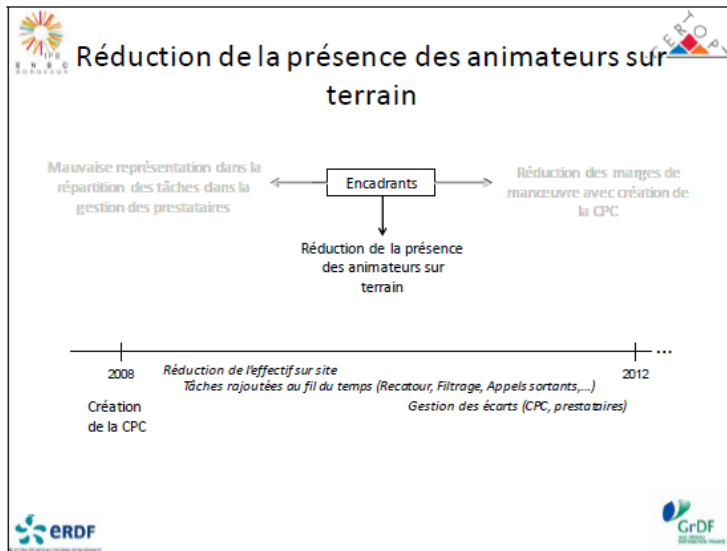 IPB
ENBC
BORDEAUX
CERTOP
Réduction de la présence des animateurs sur
terrain
Mauvaise représentation dans la
répartition des tâches dans la
gestion des prestataires
Encadrants
Réduction des marges de
manœuvre avec création de
la CPC
Réduction de la présence
des animateurs sur
terrain
...
2008
Réduction de l'effectif sur site
2012
Tâches rajoutées au fil du temps (Recatour, Filtrage, Appels sortants,...)
Création
de la CPC
Gestion des écarts (CPC, prestataires)
eRDF
GrDF